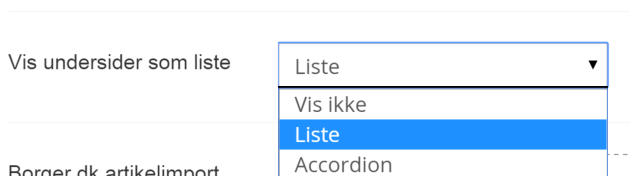 Vis undersider som liste
Liste
Vis ikke
Liste
Accordion
Borger.dk artikelimport